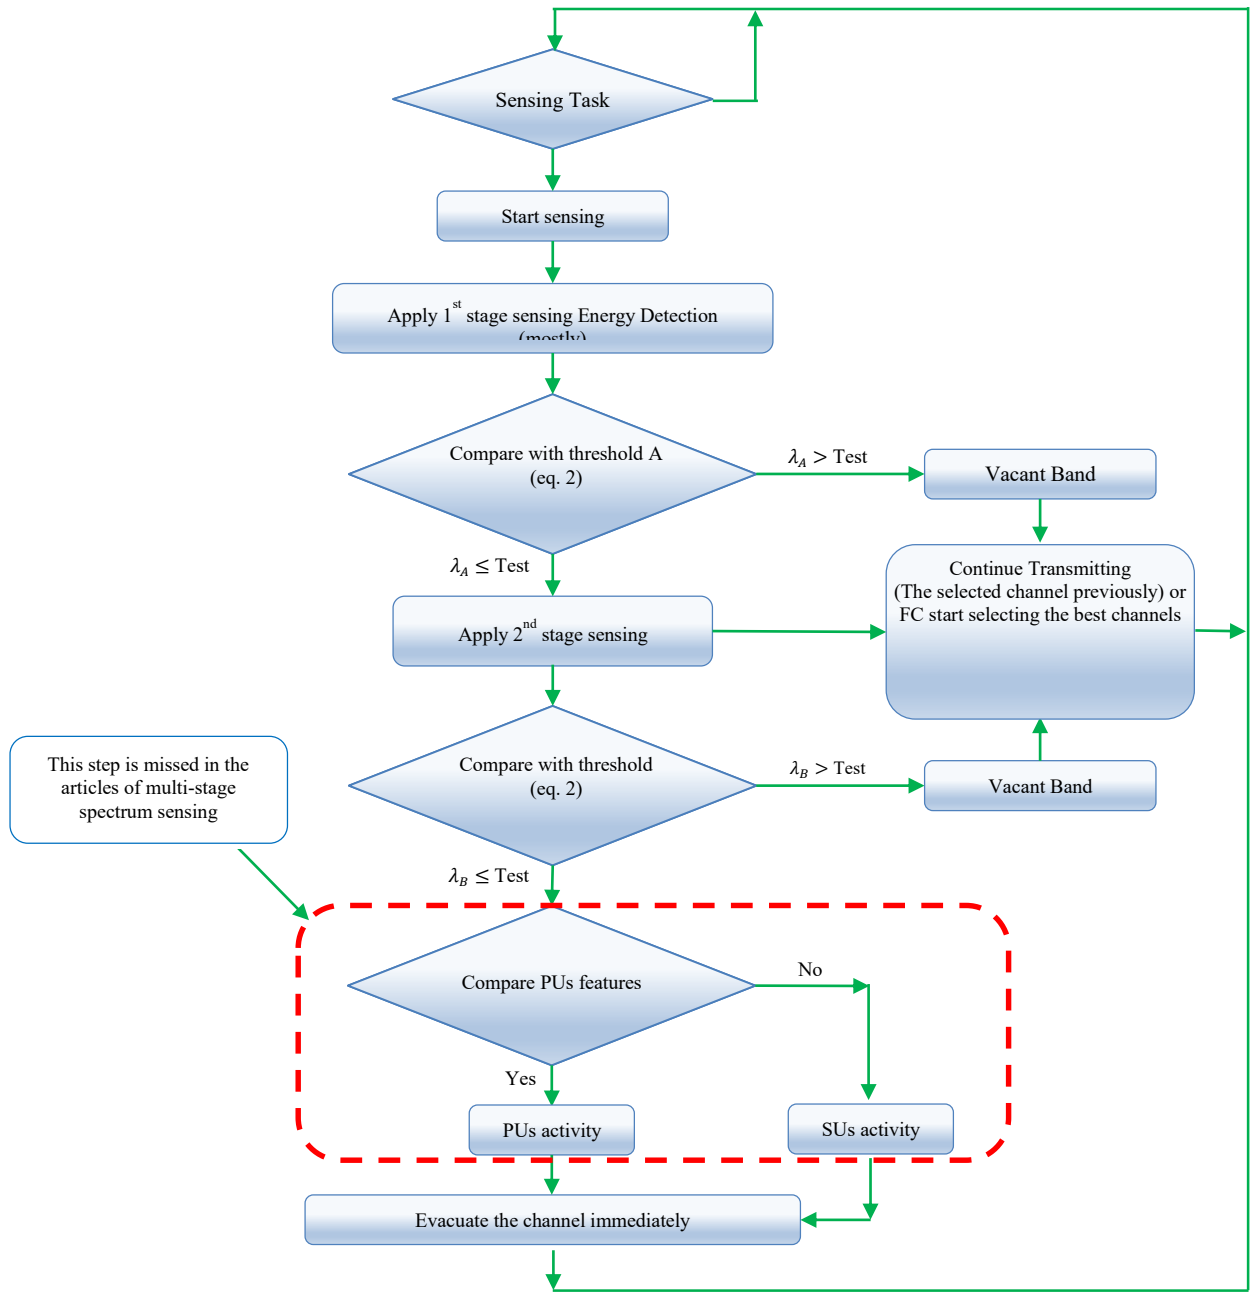 Sensing Task
Start sensing
Apply 1st stage sensing Energy Detection
(mostly)
Compare with threshold A
(eq. 2)
λA > Test
Vacant Band
λA ≤ Test
Continue Transmitting
(The selected channel previously) or
FC start selecting the best channels
Apply 2nd stage sensing
Compare with threshold
(eq. 2)
λB > Test
Vacant Band
This step is missed in the
articles of multi-stage
spectrum sensing
λB ≤ Test
Compare PUs features
No
Yes
PUs activity
SUs activity
Evacuate the channel immediately